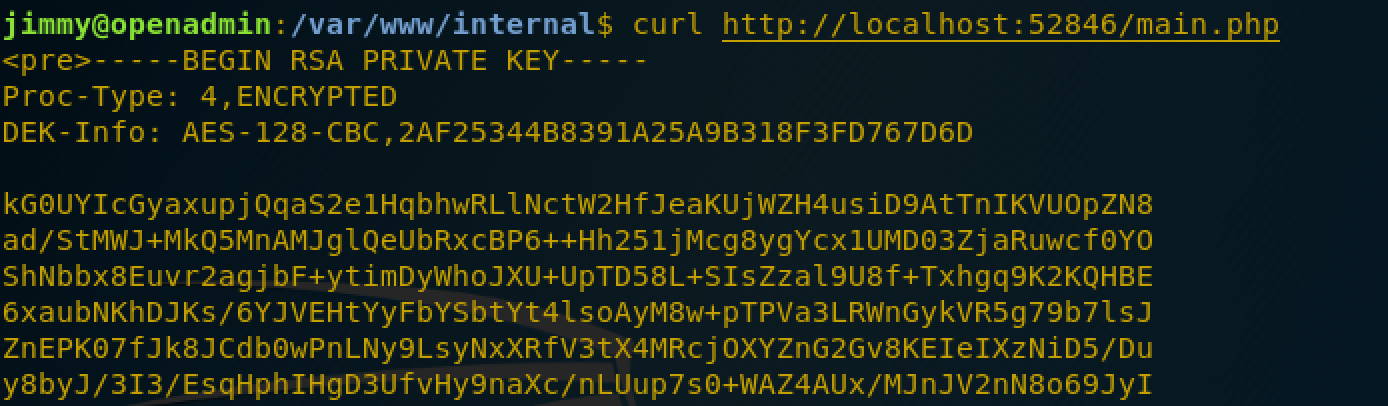 jimmy@openadmin:/var/www/internal$ curl http://localhost:52846/main.php
<pre>-----BEGIN RSA PRIVATE KEY-----
Proc-Type: 4,ENCRYPTED
DEK-Info: AES-128-CBC,2AF25344B8391A25A9B318F3FD767D6D

kG0UYIcGyaxupjQqaS2e1HqbhwRLlNctW2HfJeaKUjWZH4usiD9AtTnIKVUOpZN8
ad/StMWJ+MkQ5MnAMJglQeUbRxcBP6++Hh251jMcg8ygYcx1UMD03ZjaRuwcf0YO
ShNbbx8Euvr2agjbF+ytimDyWhoJXU+UpTD58L+SIsZzal9U8f+Txhgq9K2KQHBE
6xaubNKhDJKs/6YJVEHtYyFbYSbtYt4lsoAyM8w+pTPVa3LRWnGykVR5g79b7lsJ
ZnEPK07fJk8JCdb0wPnLNy9LsyNxXRfV3tX4MRcjOXYZnG2Gv8KEIeIXzNiD5/Du
y8byJ/3I3/EsqHphIHgD3UfvHy9naXc/nLUup7s0+WAZ4AUx/MJnJV2nN8o69JyI